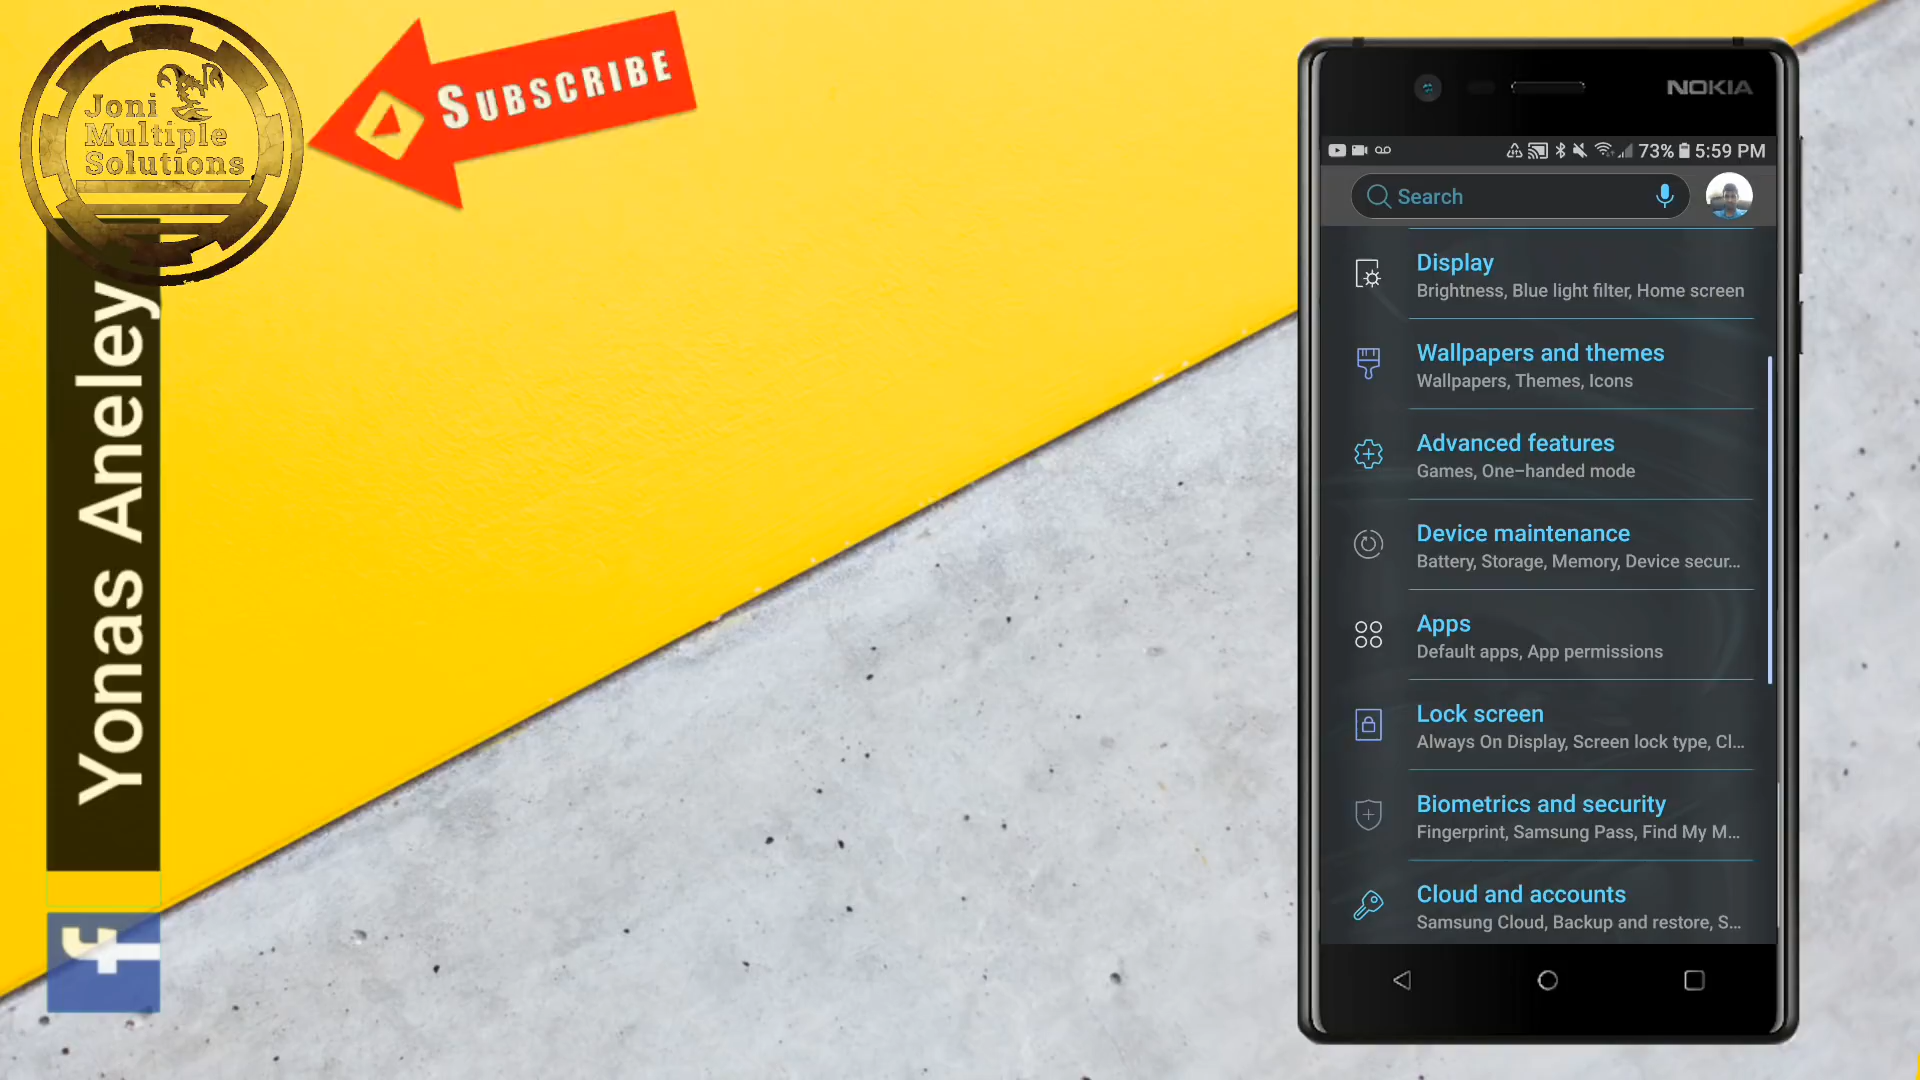 Joni
Multiple
Solutions
SUBSCRIBE
Yonas Aneley
f
NOKIA
73% 5:59 PM
Search
Display
Brightness, Blue light filter, Home screen
Wallpapers and themes
Wallpapers, Themes, Icons
Advanced features
Games, One-handed mode
Device maintenance
Battery, Storage, Memory, Device secur...
Apps
Default apps, App permissions
Lock screen
Always On Display, Screen lock type, Cl...
Biometrics and security
Fingerprint, Samsung Pass, Find My M...
Cloud and accounts
Samsung Cloud, Backup and restore, S...